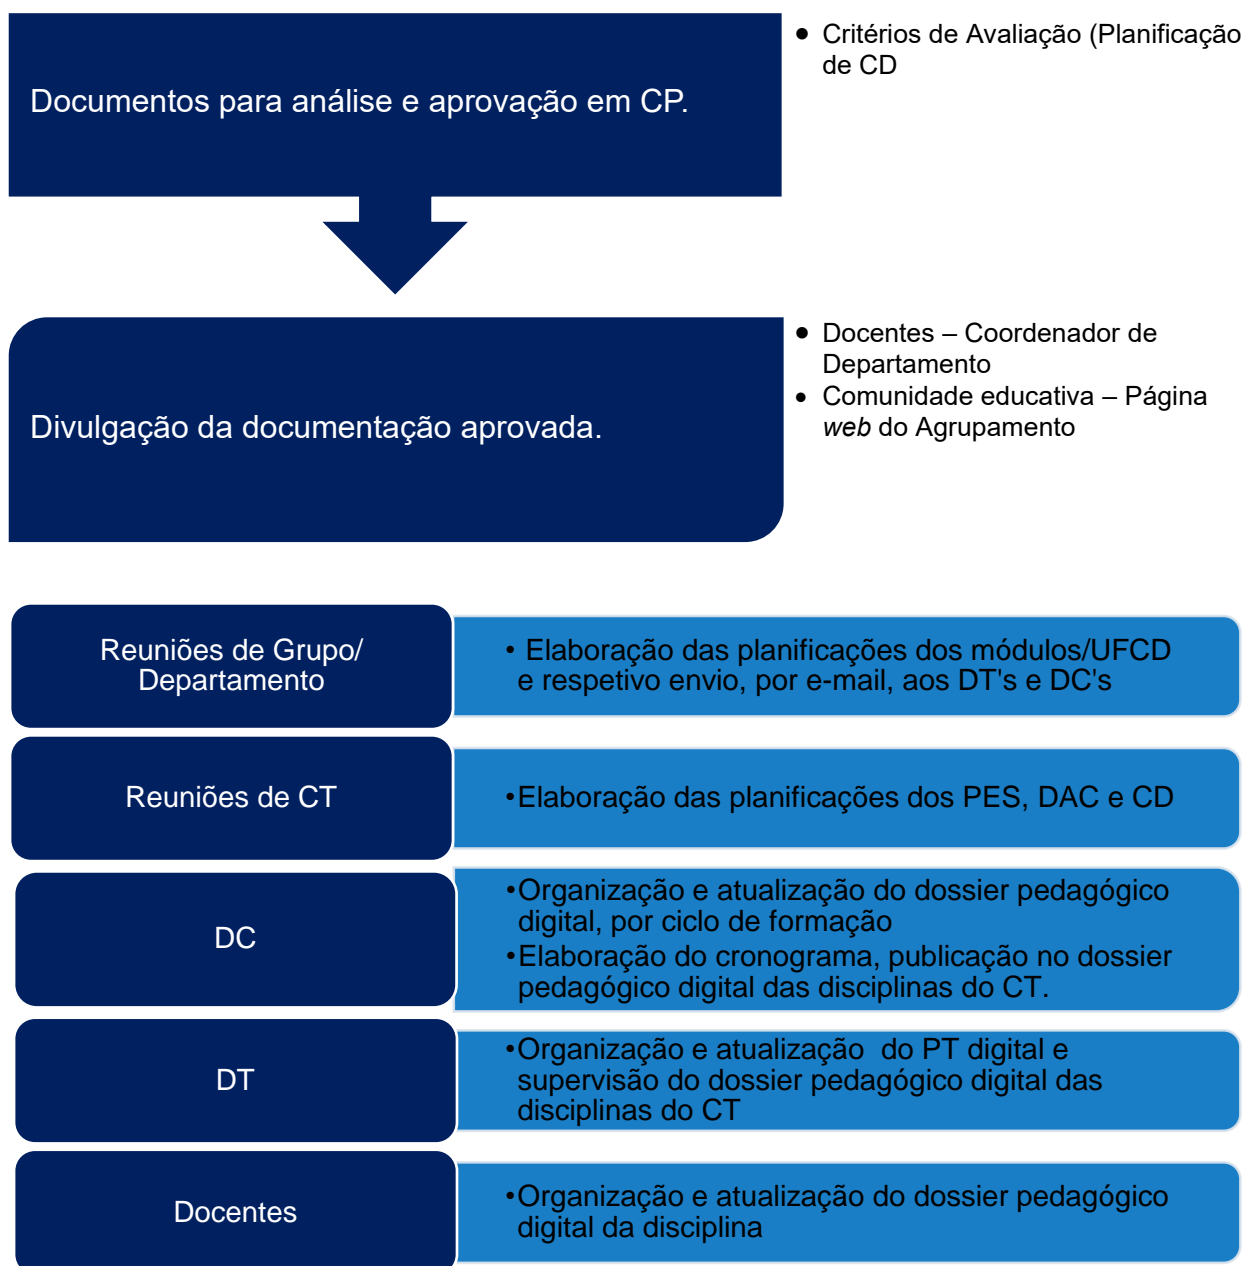 Documentos para análise e aprovação em CP.
• Critérios de Avaliação (Planificação
de CD
Divulgação da documentação aprovada.
• Docentes – Coordenador de
Departamento
• Comunidade educativa – Página
web do Agrupamento
Reuniões de Grupo/
Departamento
• Elaboração das planificações dos módulos/UFCD
e respetivo envio, por e-mail, aos DT's e DC's
Reuniões de CT
•Elaboração das planificações dos PES, DAC e CD
DC
•Organização e atualização do dossier pedagógico
digital, por ciclo de formação
•Elaboração do cronograma, publicação no dossier
pedagógico digital das disciplinas do CT.
DT
•Organização e atualização do PT digital e
supervisão do dossier pedagógico digital das
disciplinas do CT
Docentes
•Organização e atualização do dossier pedagógico
digital da disciplina